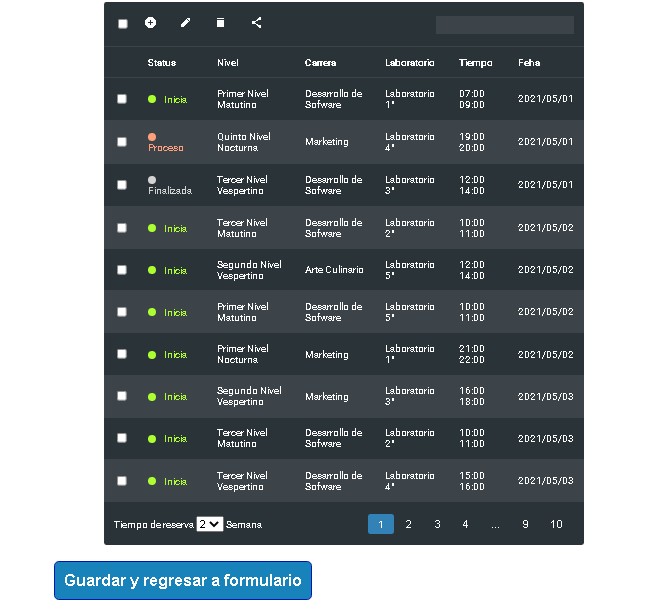 Status Nivel Carrera Laboratorio Tiempo Feha
Inicia Primer Nivel Matutino Desarrollo de Sofware Laboratorio 1° 07:00 09:00 2021/05/01
Proceso Quinto Nivel Nocturna Marketing Laboratorio 4° 19:00 20:00 2021/05/01
Finalizada Tercer Nivel Vespertino Desarrollo de Sofware Laboratorio 3° 12:00 14:00 2021/05/01
Inicia Tercer Nivel Matutino Desarrollo de Sofware Laboratorio 2° 10:00 11:00 2021/05/02
Inicia Segundo Nivel Vespertino Arte Culinario Laboratorio 5° 12:00 14:00 2021/05/02
Inicia Primer Nivel Matutino Desarrollo de Sofware Laboratorio 5° 10:00 11:00 2021/05/02
Inicia Primer Nivel Nocturna Marketing Laboratorio 1° 21:00 22:00 2021/05/02
Inicia Segundo Nivel Vespertino Marketing Laboratorio 3° 16:00 18:00 2021/05/03
Inicia Tercer Nivel Matutino Desarrollo de Sofware Laboratorio 2° 10:00 11:00 2021/05/03
Inicia Tercer Nivel Vespertino Desarrollo de Sofware Laboratorio 4° 15:00 16:00 2021/05/03
Tiempo de reserva 2 Semana 1 2 3 4 ... 9 10
Guardar y regresar a formulario